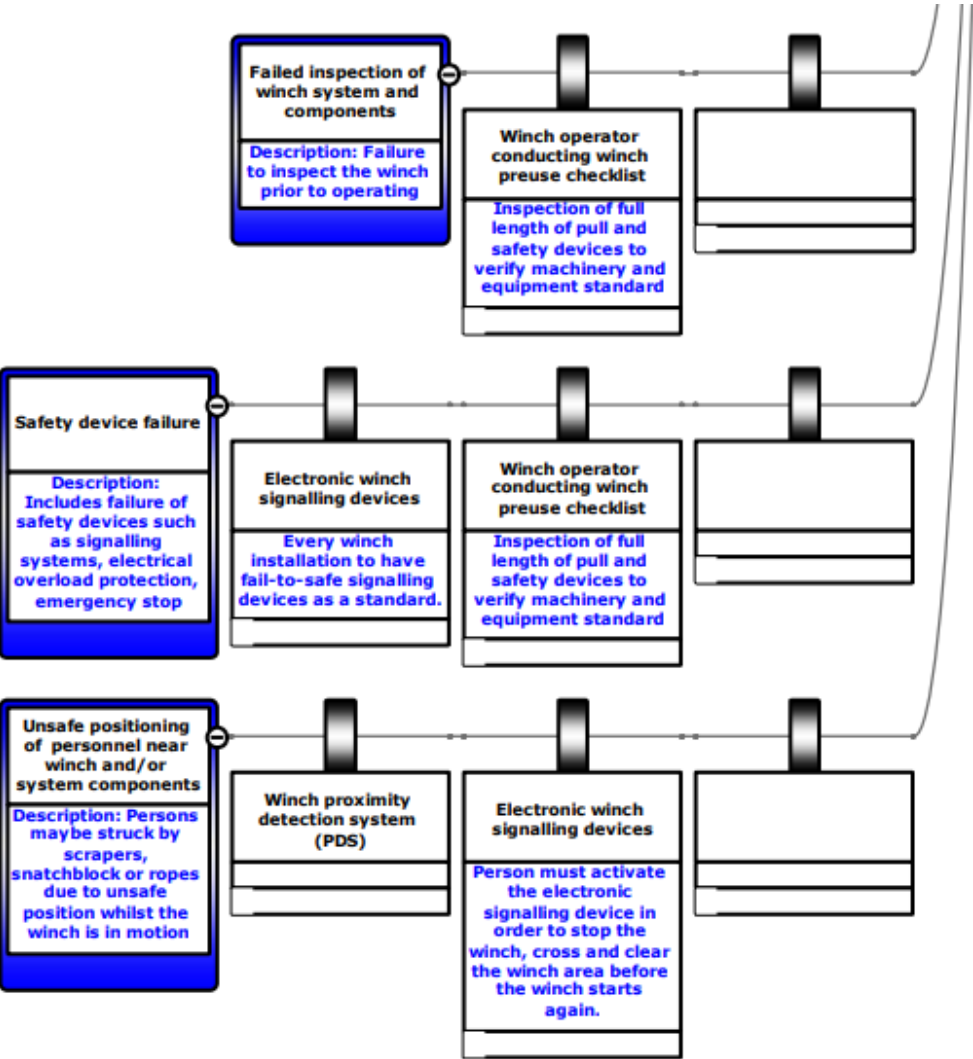 Failed inspection of
winch system and
components
Description: Failure
to inspect the winch
prior to operating
Winch operator
conducting winch
preuse checklist
Inspection of full
length of pull and
safety devices to
verify machinery and
equipment standard
Safety device failure
Description:
Includes failure of
safety devices such
as signalling
systems, electrical
overload protection,
emergency stop
Electronic winch
signalling devices
Every winch
installation to have
fail-to-safe signalling
devices as a standard.
Winch operator
conducting winch
preuse checklist
Inspection of full
length of pull and
safety devices to
verify machinery and
equipment standard
Unsafe positioning
of personnel near
winch and/or
system components
Description: Persons
maybe struck by
scrapers,
snatchblock or ropes
due to unsafe
position whilst the
winch is in motion
Winch proximity
detection system
(PDS)
Electronic winch
signalling devices
Person must activate
the electronic
signalling device in
order to stop the
winch, cross and clear
the winch area before
the winch starts
again.